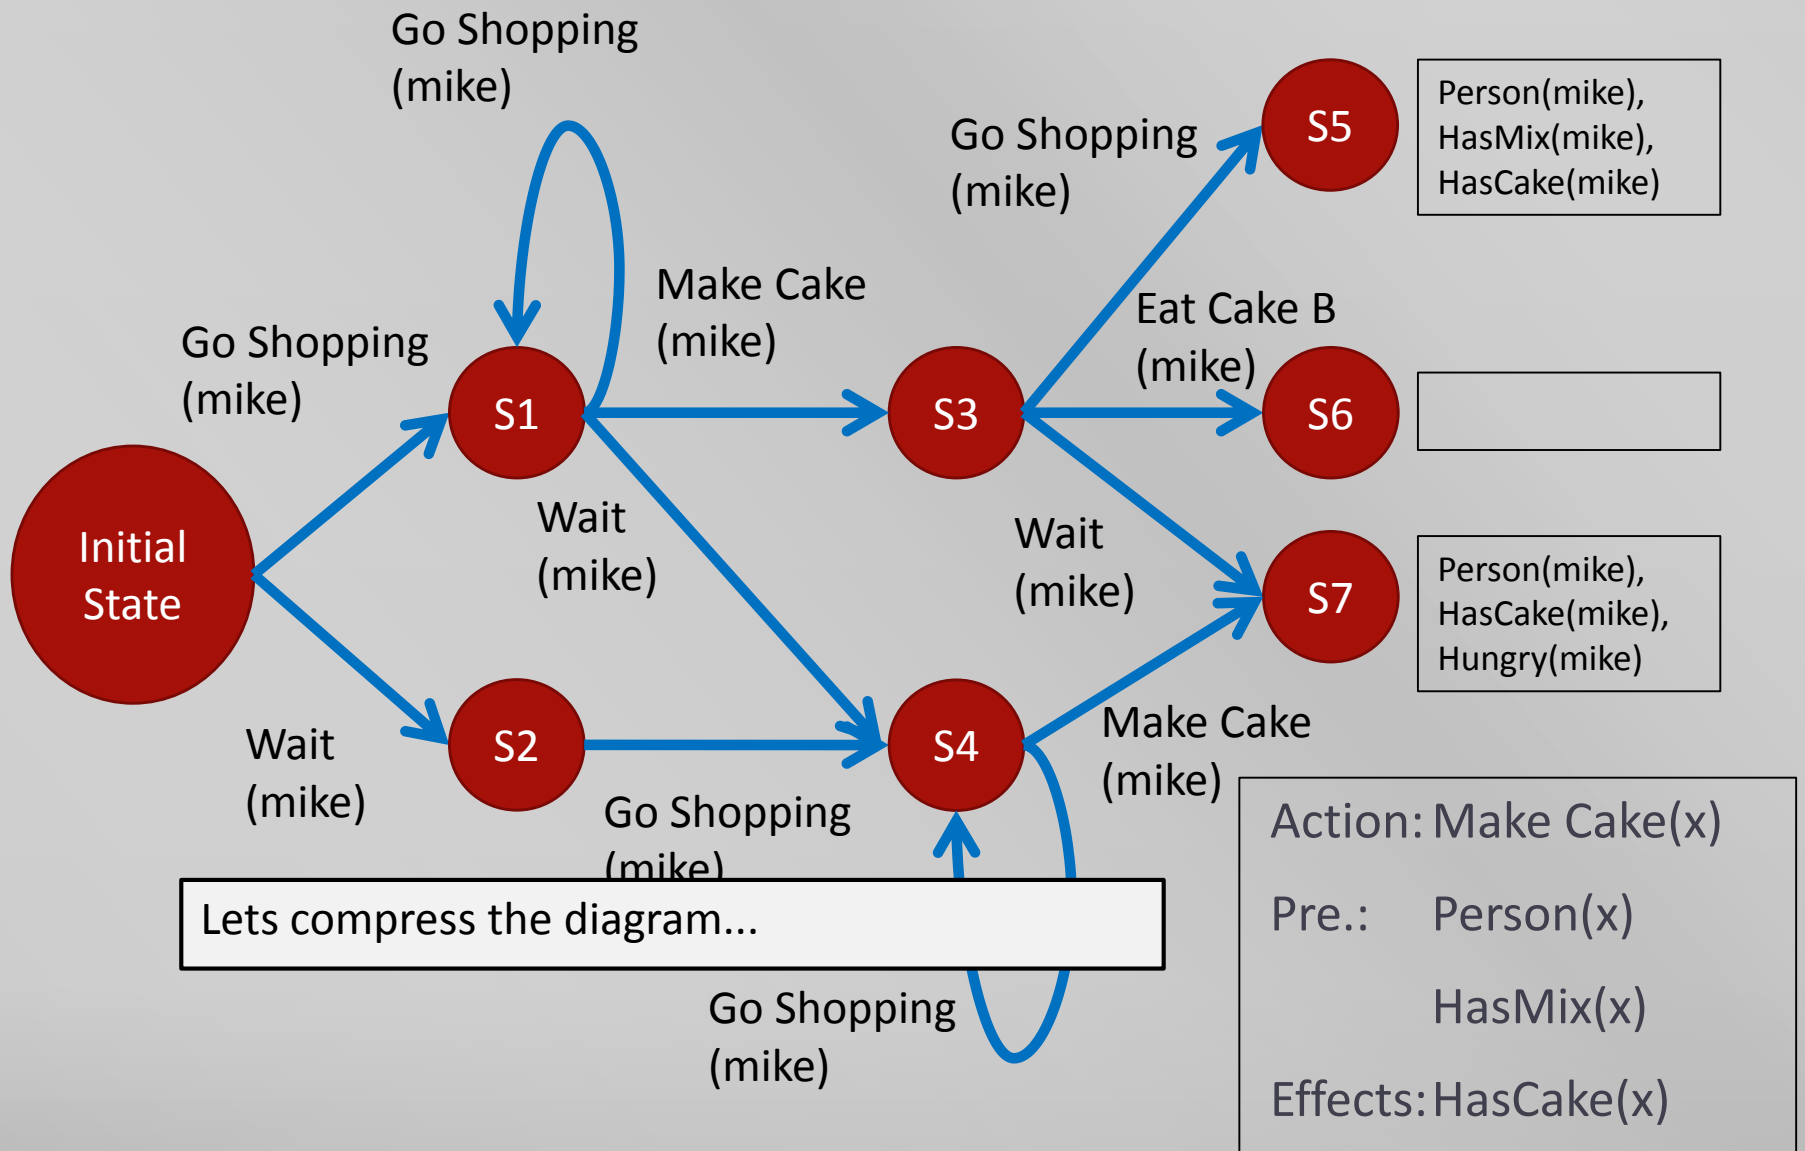 Go Shopping
(mike)
Go Shopping
(mike)
S5
Person(mike),
HasMix(mike),
HasCake(mike)
Make Cake
(mike)
Eat Cake B
(mike)
Go Shopping
(mike)
S1
S3
S6
Initial
State
Wait
(mike)
Wait
(mike)
S7
Person(mike),
HasCake(mike),
Hungry(mike)
Wait
(mike)
S2
S4
Make Cake
(mike)
Go Shopping
(mike)
Lets compress the diagram...
Go Shopping
(mike)
Action: Make Cake(x)
Pre.: Person(x)
HasMix(x)
Effects: HasCake(x)